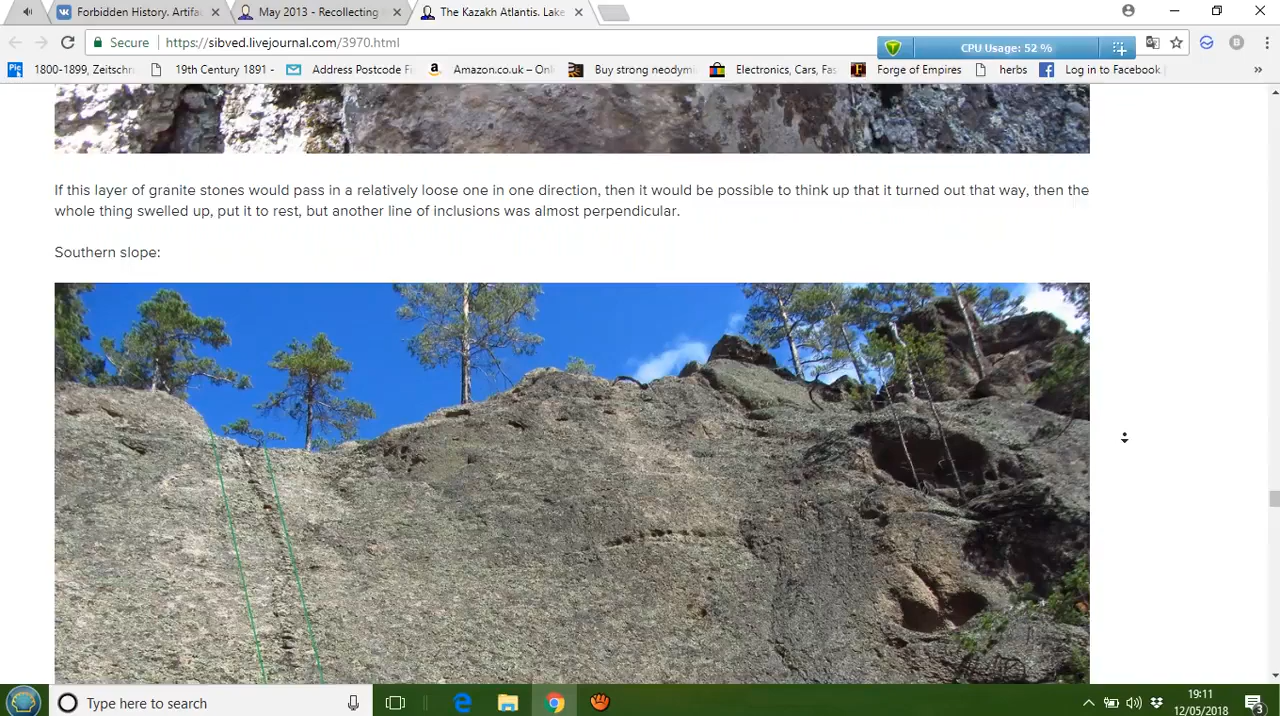 Forbidden History. Artifa
May 2013 - Recollecting
The Kazakh Atlantis. Lake
Secure
https://sibved.livejournal.com/3970.html
CPU Usage: 52 %
1800-1899, Zeitschr
19th Century 1891 -
Address Postcode Fi
Amazon.co.uk – Onli
Buy strong neodymi
Electronics, Cars, Fas
Forge of Empires
herbs
Log in to Facebook
»
If this layer of granite stones would pass in a relatively loose one in one direction, then it would be possible to think up that it turned out that way, then the
whole thing swelled up, put it to rest, but another line of inclusions was almost perpendicular.
Southern slope:
Type here to search
19:11
12/05/2018
3